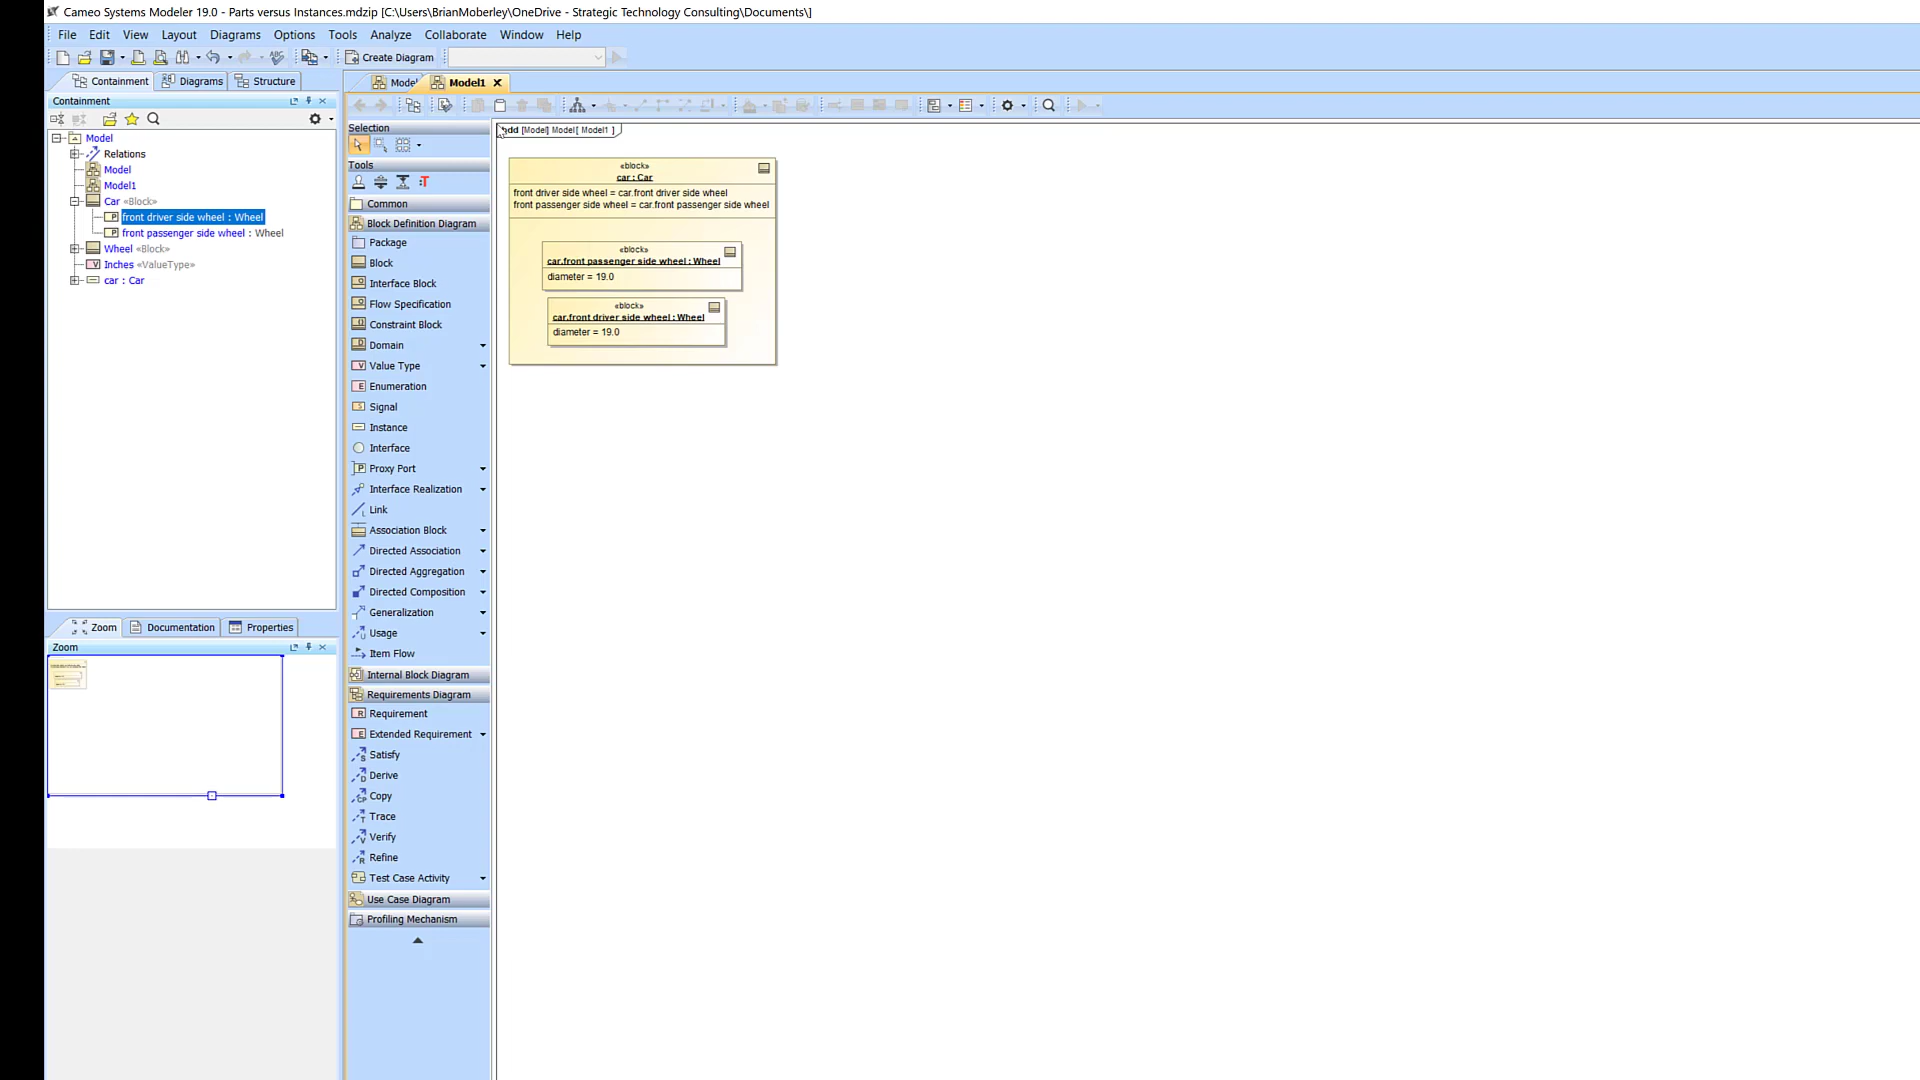 Cameo Systems Modeler 19.0 - Parts versus Instances.mdzip [C:\Users\BrianMoberley\OneDrive - Strategic Technology Consulting\Documents\]
File Edit View Layout Diagrams Options Tools Analyze Collaborate Window Help
Create Diagram
Containment Diagrams Structure
Model Model1
Containment
Model
Relations
Model
Model1
Car «Block»
front driver side wheel : Wheel
front passenger side wheel : Wheel
Wheel «Block»
Inches «ValueType»
car : Car
Zoom Documentation Properties
Zoom
Selection
Tools
Common
Block Definition Diagram
Package
Block
Interface Block
Flow Specification
Constraint Block
Domain
Value Type
Enumeration
Signal
Instance
Interface
Proxy Port
Interface Realization
Link
Association Block
Directed Association
Directed Aggregation
Directed Composition
Generalization
Usage
Item Flow
Internal Block Diagram
Requirements Diagram
Requirement
Extended Requirement
Satisfy
Derive
Copy
Trace
Verify
Refine
Test Case Activity
Use Case Diagram
Profiling Mechanism
[Model] Model [ Model1 ]
«block»
car : Car
front driver side wheel = car.front driver side wheel
front passenger side wheel = car.front passenger side wheel
«block»
car.front passenger side wheel : Wheel
diameter = 19.0
«block»
car.front driver side wheel : Wheel
diameter = 19.0